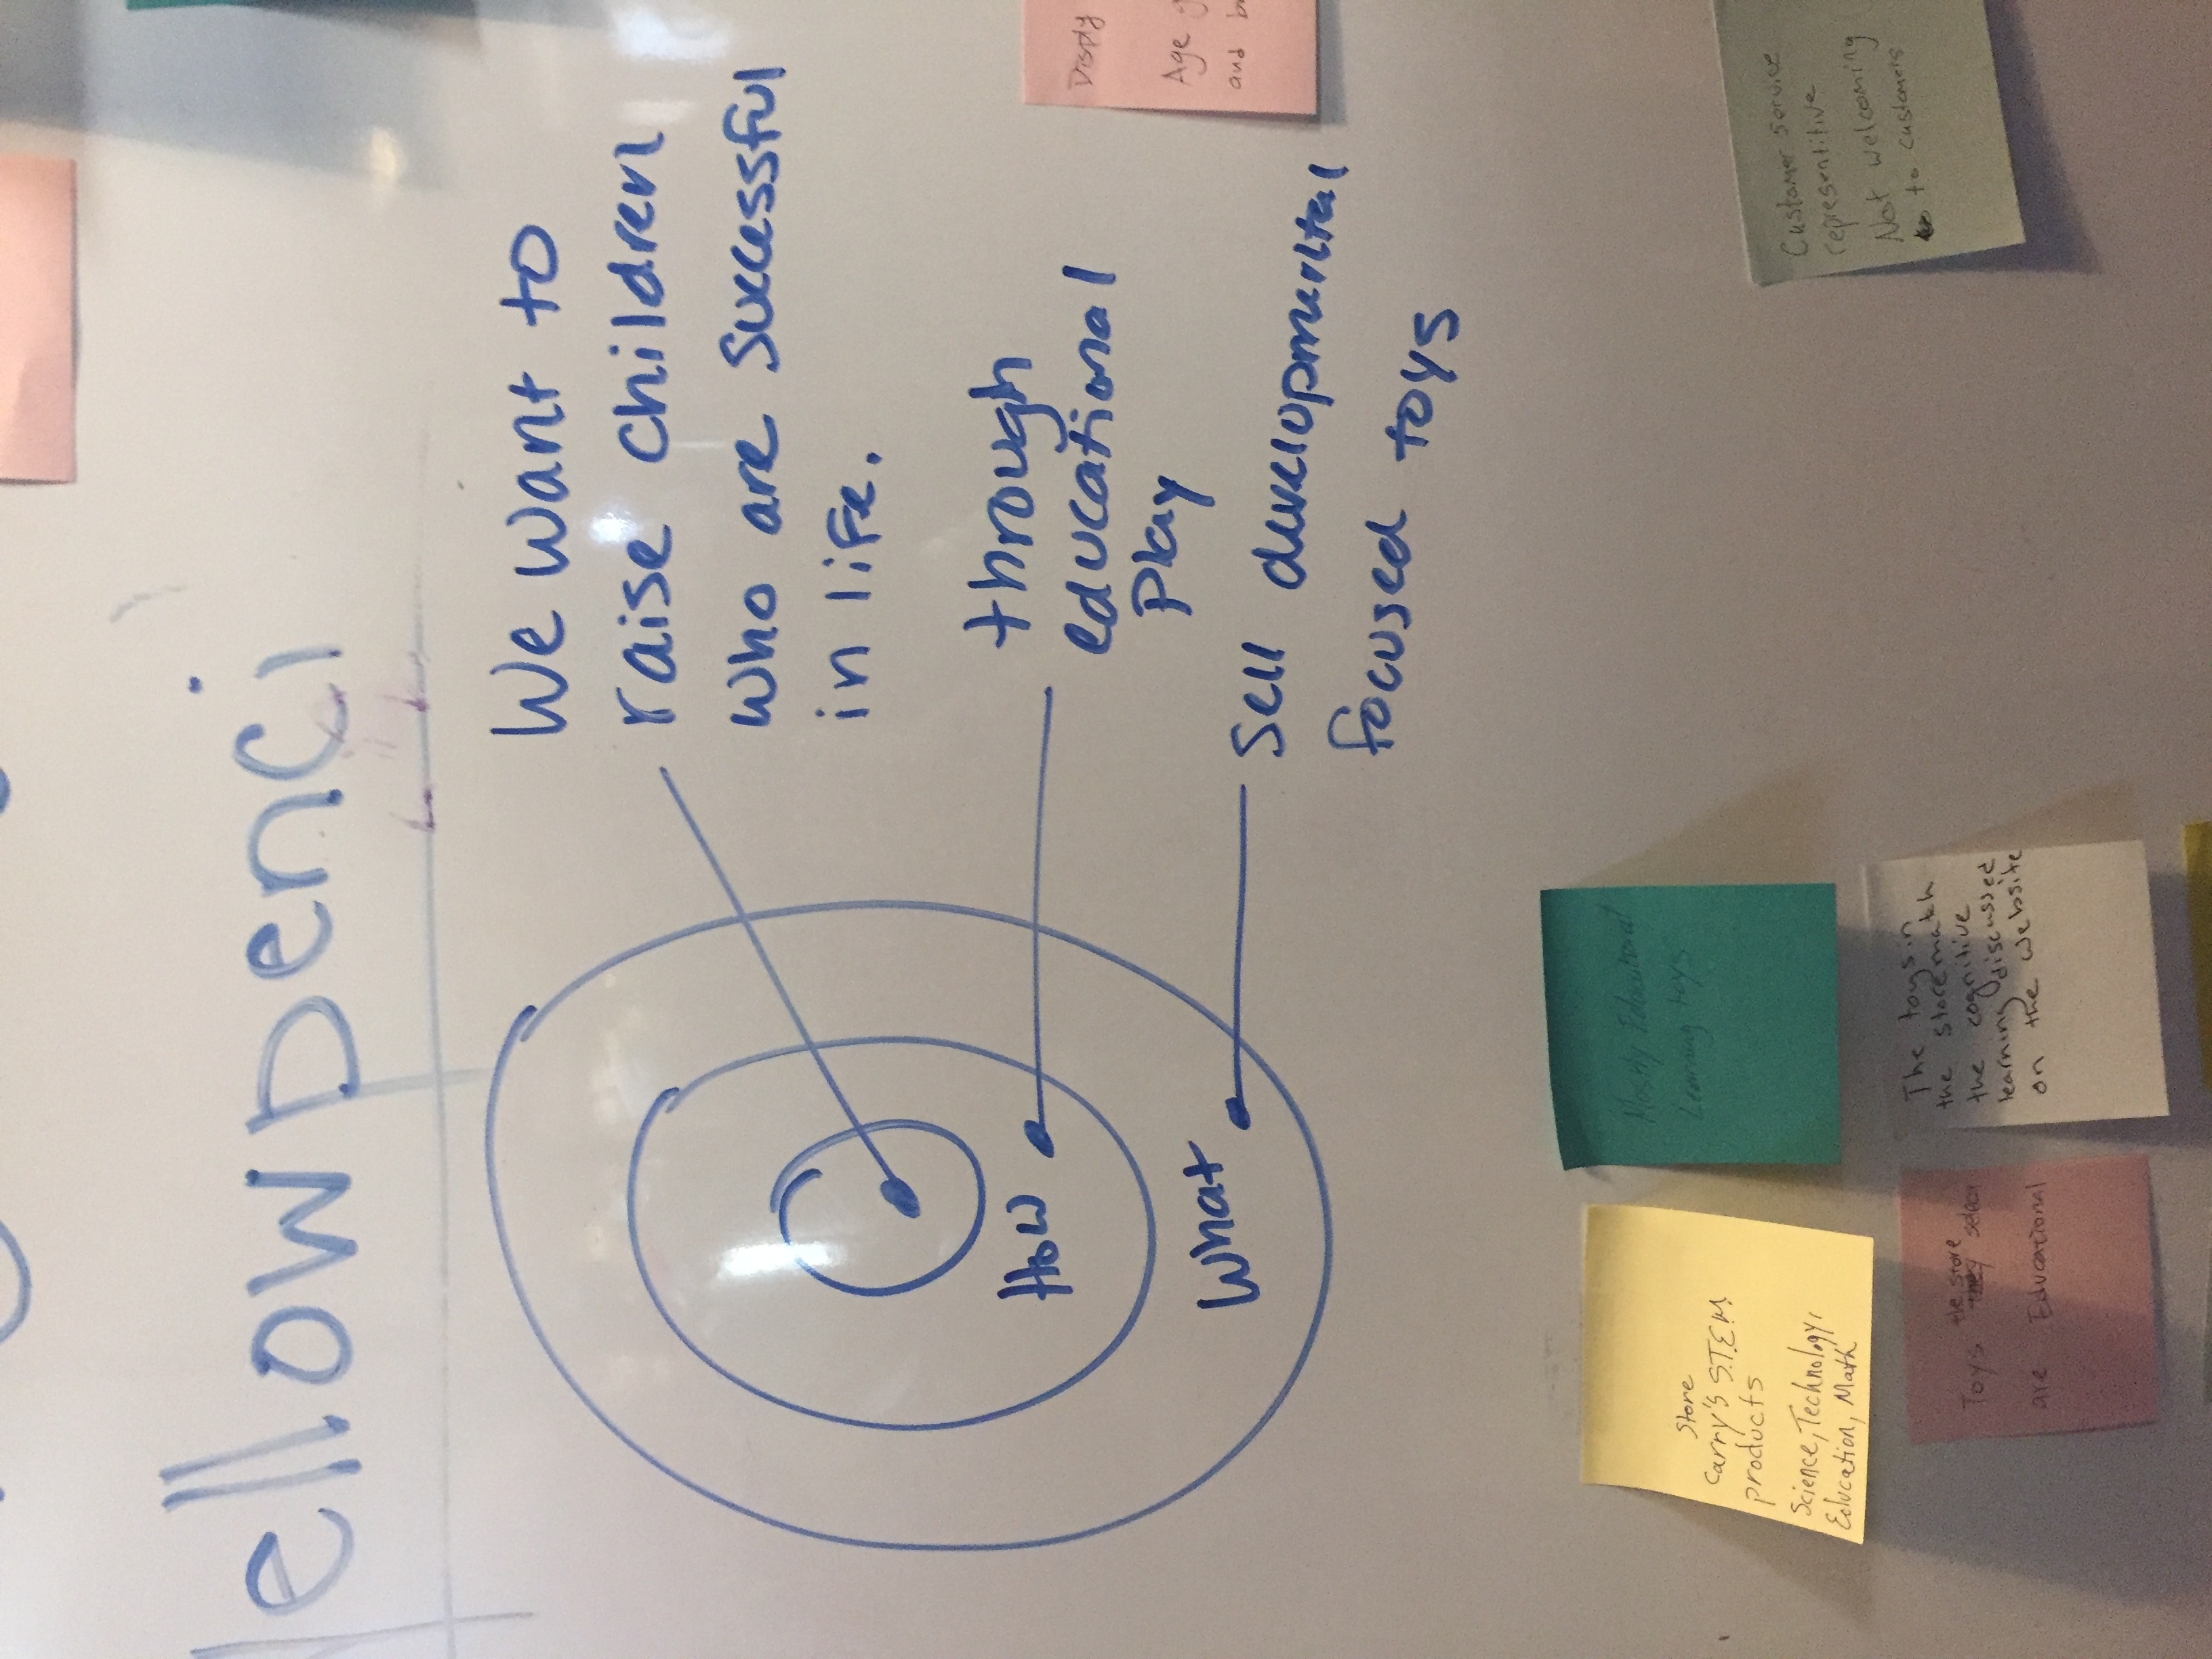 yellowpenci
We want to
raise children
who are successful
in life.
How
through
educational
play
What
Sell developmental
focused toys
Disply
Age
and
Store
Carry's S.T.E.M.
products
Science, Technology,
Education, Math
Mostly Educational
Learning toys
Toys the store select
are Educational
The toys in
the store match
the cognitive
learning discussed
on the website
Customer service
representitive
Not welcoming
to customers